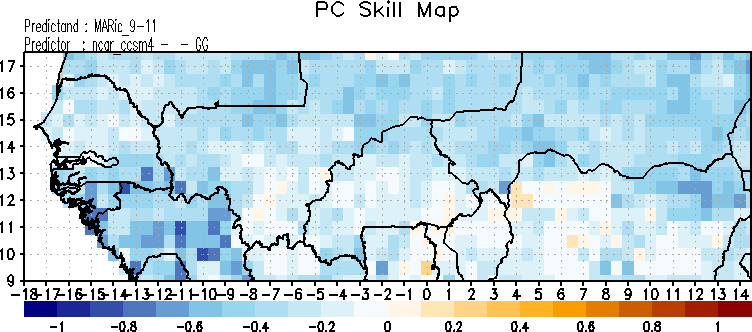 PC Skill Map
Predictand : MARic_9-11
Predictor : ncar_ccsm4 - - GG
17
16
15
14
13
12
11
10
9
-18 -17 -16 -15 -14 -13 -12 -11 -10 -9 -8 -7 -6 -5 -4 -3 -2 -1 0 1 2 3 4 5 6 7 8 9 10 11 12 13 14
-1 -0.8 -0.6 -0.4 -0.2 0 0.2 0.4 0.6 0.8 1